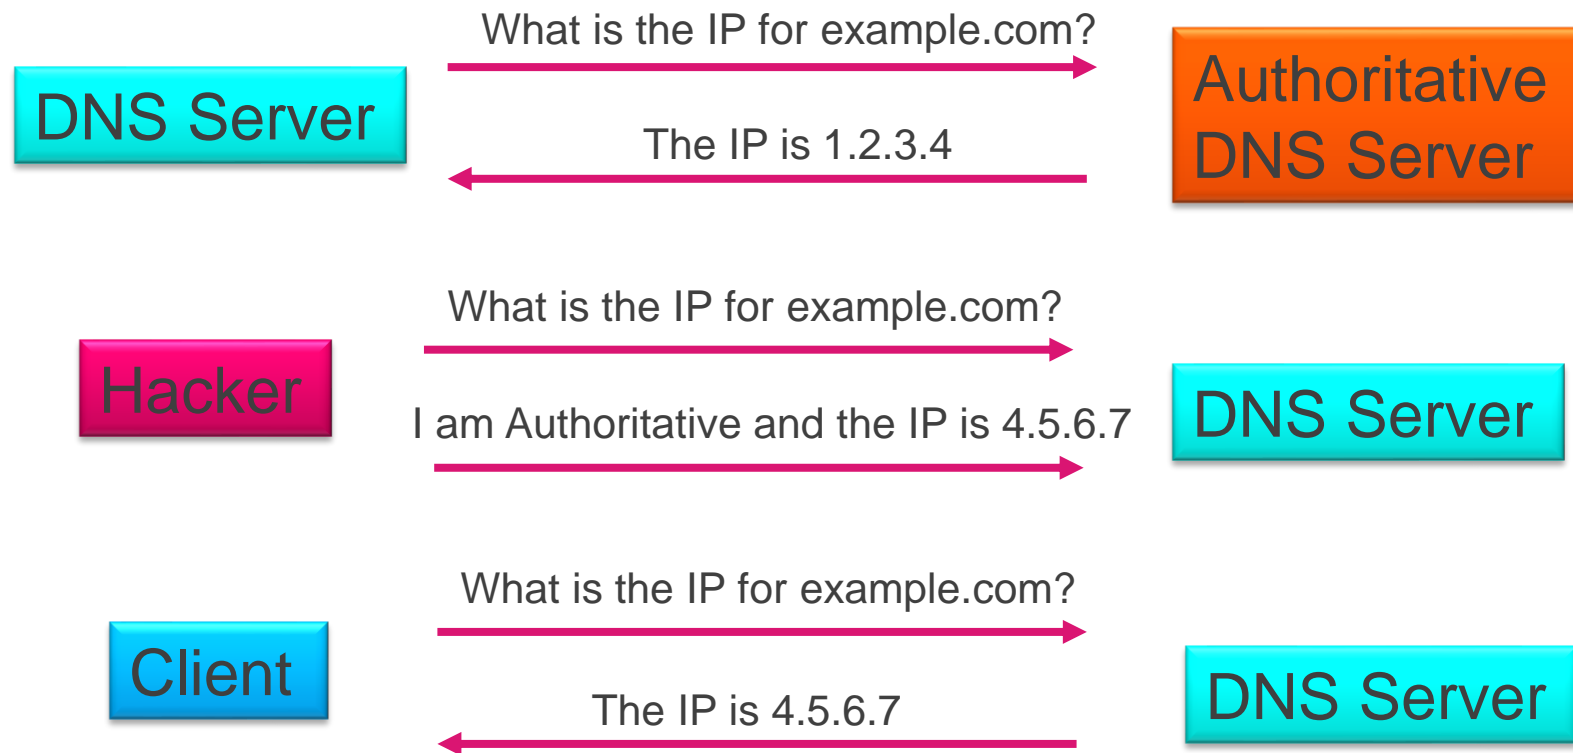 What is the IP for example.com?
DNS Server
Authoritative
DNS Server
The IP is 1.2.3.4
What is the IP for example.com?
Hacker
I am Authoritative and the IP is 4.5.6.7
DNS Server
What is the IP for example.com?
Client
The IP is 4.5.6.7
DNS Server